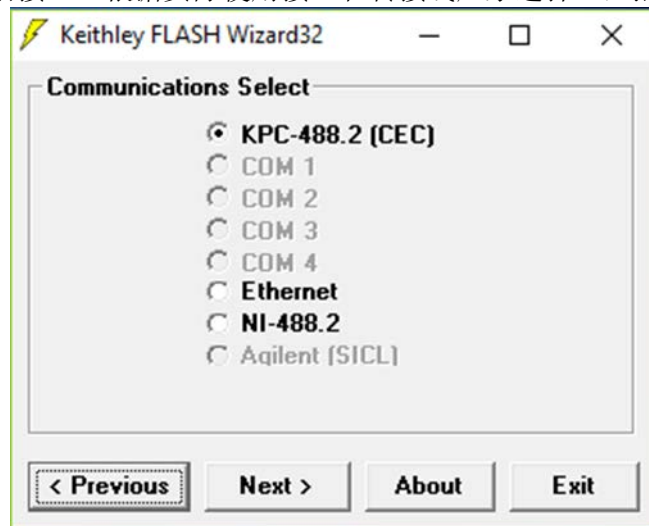 Keithley FLASH Wizard32
Communications Select
KPC-488.2 (CEC)
COM 1
COM 2
COM 3
COM 4
Ethernet
NI-488.2
Agilent (SICL)
< Previous
Next >
About
Exit